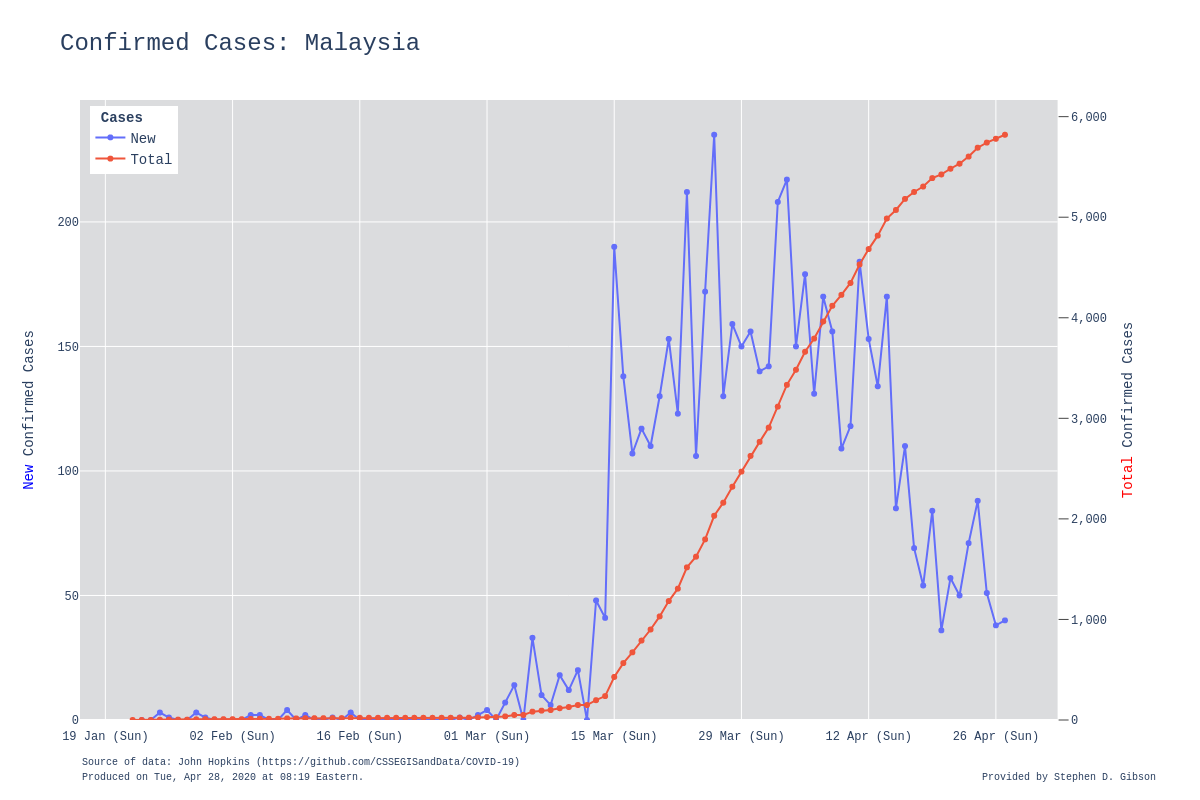 Confirmed Cases: Malaysia
Cases
New
Total
200
150
100
50
0
New Confirmed Cases
6,000
5,000
4,000
3,000
2,000
1,000
0
Total Confirmed Cases
19 Jan (Sun) 02 Feb (Sun) 16 Feb (Sun) 01 Mar (Sun) 15 Mar (Sun) 29 Mar (Sun) 12 Apr (Sun) 26 Apr (Sun)
Source of data: John Hopkins (https://github.com/CSSEGISandData/COVID-19)
Produced on Tue, Apr 28, 2020 at 08:19 Eastern.
Provided by Stephen D. Gibson